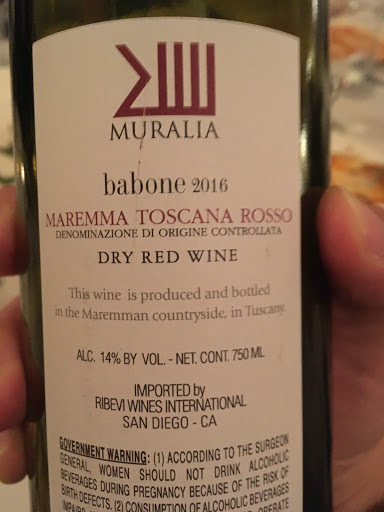 MURALIA
babone 2016
MAREMMA TOSCANA ROSSO
DENOMINAZIONE DI ORIGINE CONTROLLATA
DRY RED WINE
This wine is produced and bottled
in the Maremman countryside, in Tuscany.
ALC. 14% BY VOL. - NET. CONT. 750 ML
IMPORTED by
RIBEVI WINES INTERNATIONAL
SAN DIEGO - CA
GOVERNMENT WARNING: (1) ACCORDING TO THE SURGEON
GENERAL, WOMEN SHOULD NOT DRINK ALCOHOLIC
BEVERAGES DURING PREGNANCY BECAUSE OF THE RISK OF
BIRTH DEFECTS. (2) CONSUMPTION OF ALCOHOLIC BEVERAGES
OPERATE